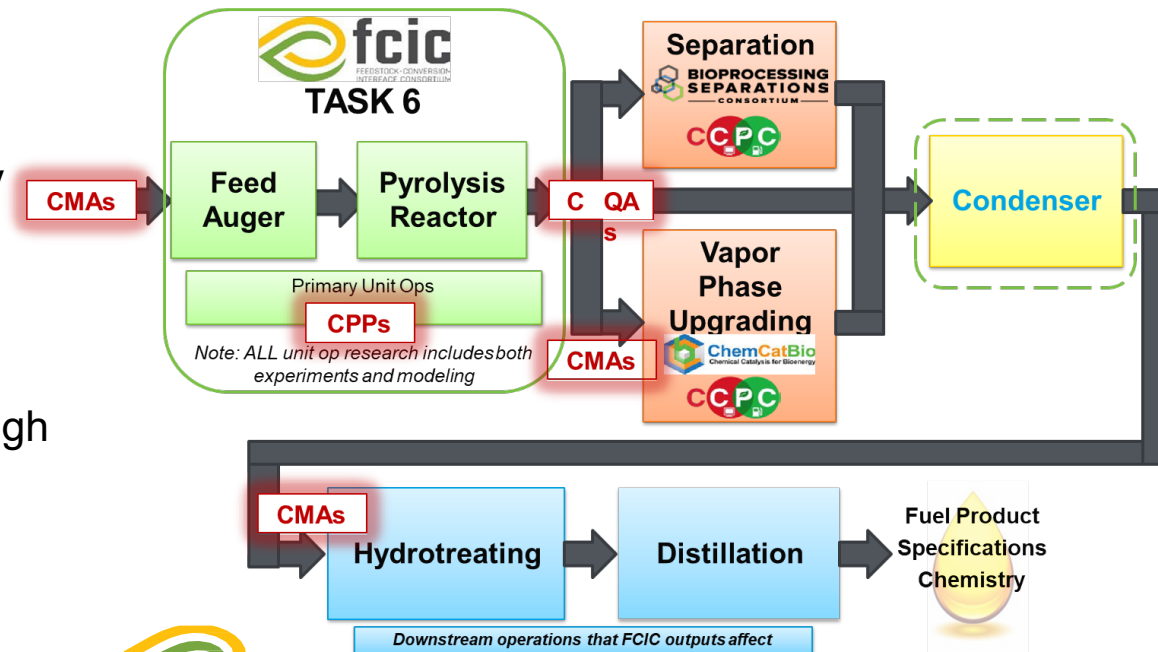 fcic
FEEDSTOCK-CONVERSION
INTERFACE CONSORTIUM
TASK 6
CMAs
Feed
Auger
Pyrolysis
Reactor
C QA
s
Primary Unit Ops
CPPs
Note: ALL unit op research includes both
experiments and modeling
Separation
BIOPROCESSING
SEPARATIONS
CONSORTIUM
CCPC
Vapor
Phase
Upgrading
CMAs
ChemCatBio
Chemical Catalysis for Bioenergy
CCPC
Condenser
gh
CMAs
Hydrotreating
Distillation
Fuel Product
Specifications
Chemistry
Downstream operations that FCIC outputs affect